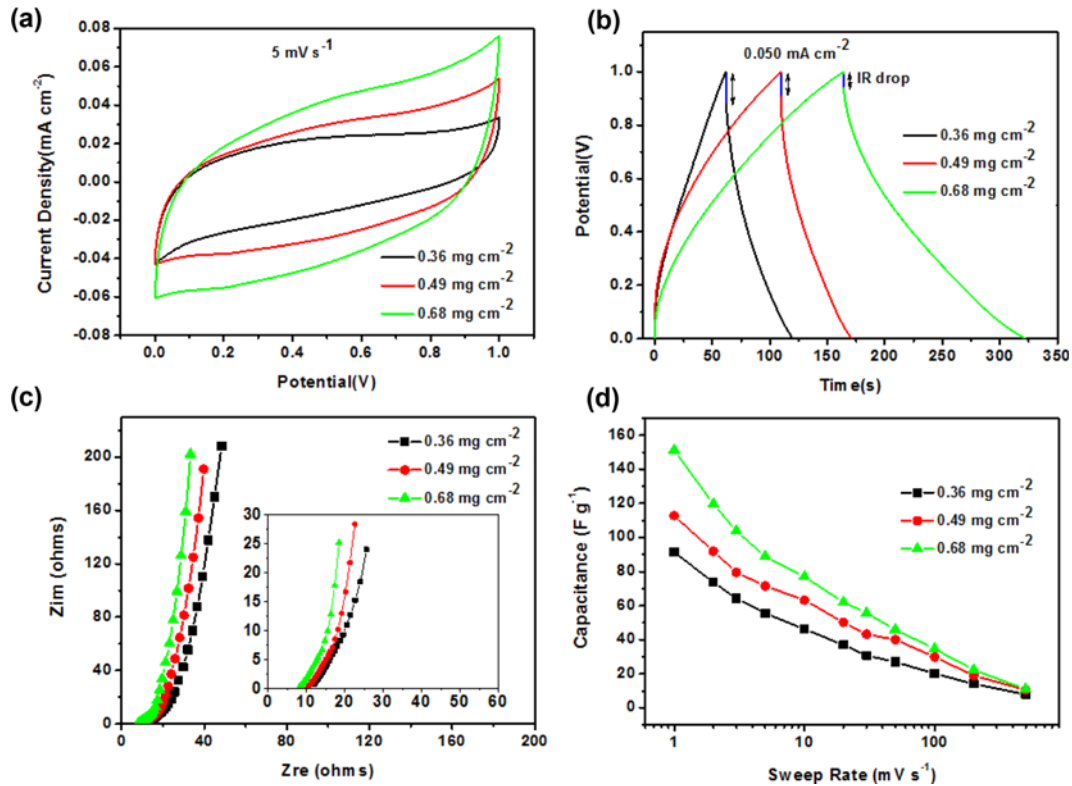 (a)
0.08
0.06
0.04
0.02
0.00
-0.02
-0.04
-0.06
-0.08
Current Density(mA cm-2)
5 mV s-1
0.36 mg cm-2
0.49 mg cm-2
0.68 mg cm-2
0.0 0.2 0.4 0.6 0.8 1.0
Potential(V)
(b)
1.2
1.0
0.8
0.6
0.4
0.2
0.0
Potential(V)
0.050 mA cm-2
IR drop
0.36 mg cm-2
0.49 mg cm-2
0.68 mg cm-2
0 50 100 150 200 250 300 350
Time(s)
(c)
200
160
120
80
40
0
Zim (ohms)
0.36 mg cm-2
0.49 mg cm-2
0.68 mg cm-2
30
25
20
15
10
5
0
0 10 20 30 40 50 60
0 40 80 120 160 200
Zre (ohms)
(d)
160
140
120
100
80
60
40
20
0
Capacitance (F g-1)
0.36 mg cm-2
0.49 mg cm-2
0.68 mg cm-2
1 10 100
Sweep Rate (mV s-1)